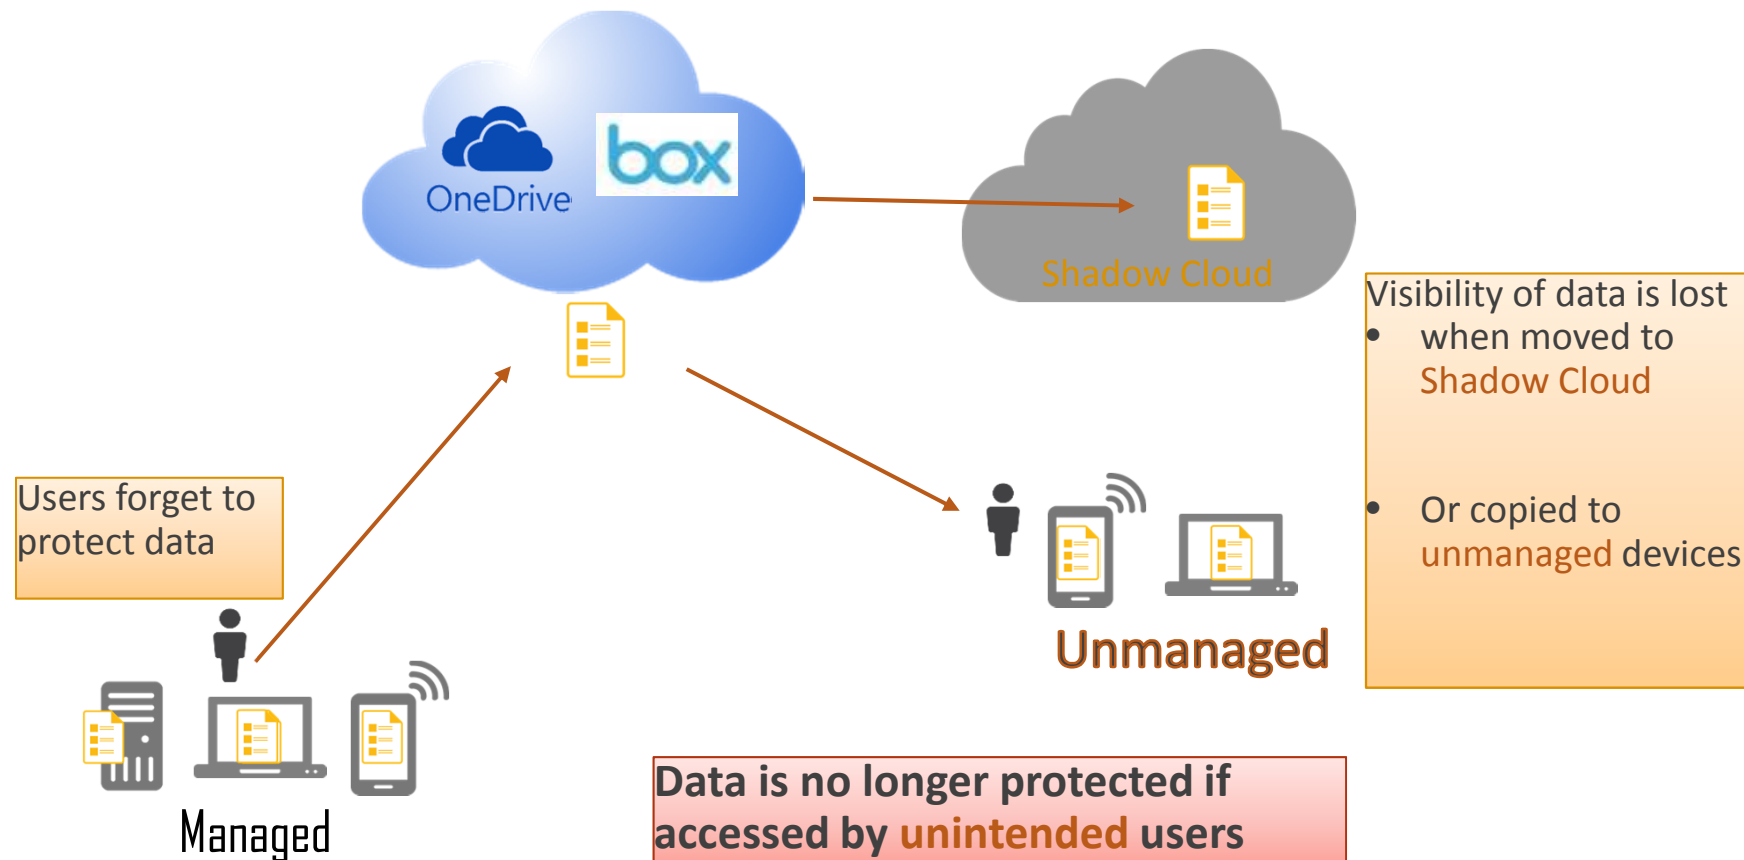 OneDrive
box
Shadow Cloud
Visibility of data is lost
• when moved to
Shadow Cloud
• Or copied to
unmanaged devices
Users forget to
protect data
Unmanaged
Managed
Data is no longer protected if
accessed by unintended users